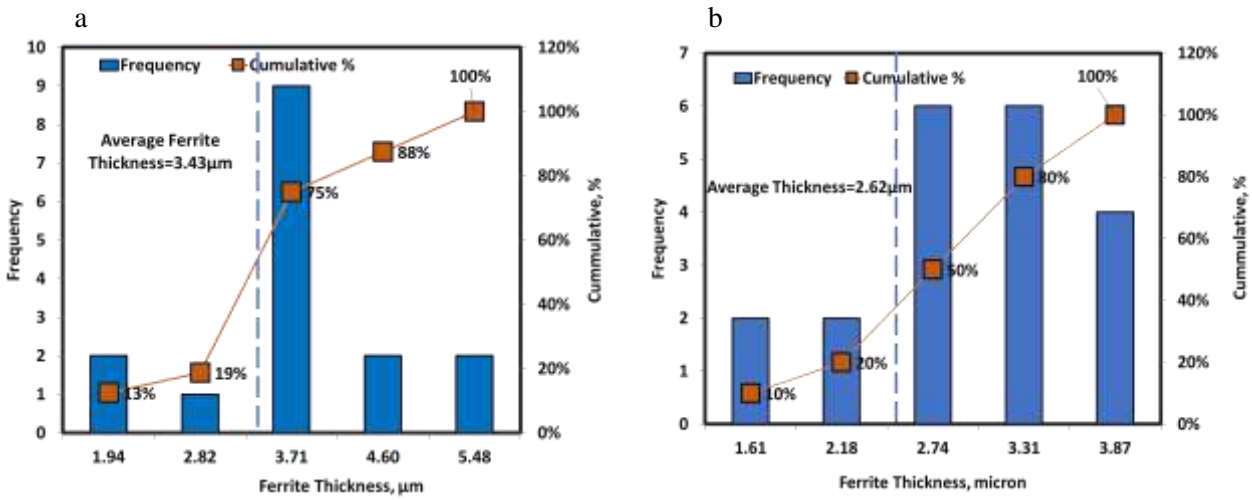 a
10
9
8
7
6
5
4
3
2
1
0
Frequency
120%
100%
80%
60%
40%
20%
0%
Cummulative, %
Frequency Cumulative %
Average Ferrite
Thickness=3.43µm
13%
19%
75%
88%
100%
1.94 2.82 3.71 4.60 5.48
Ferrite Thickness, µm
b
7
6
5
4
3
2
1
0
Frequency
120%
100%
80%
60%
40%
20%
0%
Cummulative, %
Frequency Cumulative %
Average Thickness=2.62µm
10%
20%
50%
80%
100%
1.61 2.18 2.74 3.31 3.87
Ferrite Thickness, micron